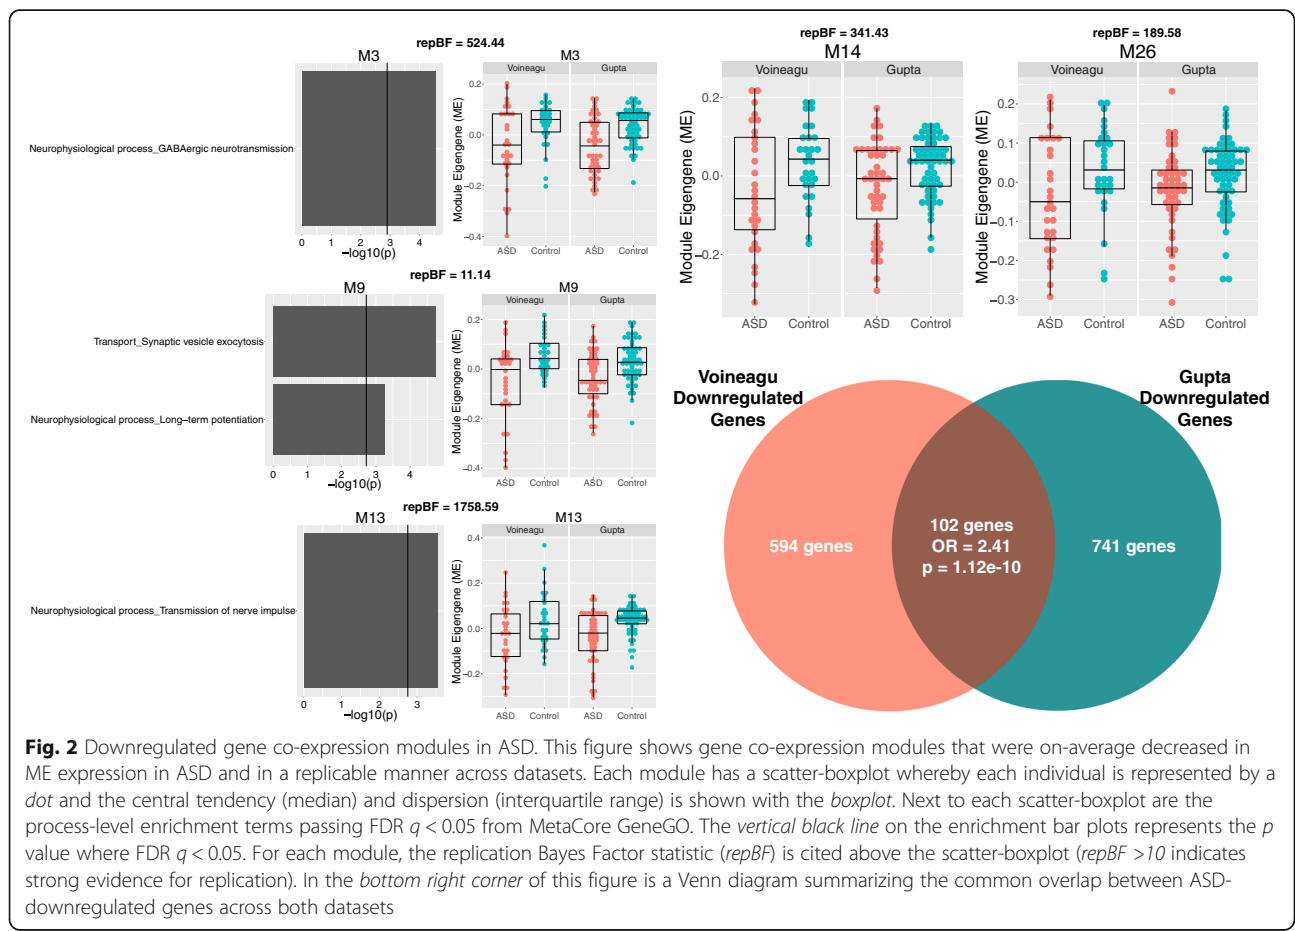 repBF = 524.44
M3
M3
Voineagu
Gupta
Neurophysiological process_GABAergic neurotransmission
Module Eigengene (ME)
0.2
0.0
−0.2
−0.4
0 1 2 3 4
−log10(p)
ASD Control ASD Control
repBF = 11.14
M9
M9
Voineagu
Gupta
Transport_Synaptic vesicle exocytosis
Neurophysiological process_Long−term potentiation
Module Eigengene (ME)
0.2
0.0
−0.2
−0.4
0 1 2 3 4
−log10(p)
ASD Control ASD Control
repBF = 1758.59
M13
M13
Voineagu
Gupta
Neurophysiological process_Transmission of nerve impulse
Module Eigengene (ME)
0.4
0.2
0.0
−0.2
0 1 2 3
−log10(p)
ASD Control ASD Control
repBF = 341.43
M14
Voineagu
Gupta
Module Eigengene (ME)
0.2
0.0
−0.2
ASD Control ASD Control
repBF = 189.58
M26
Voineagu
Gupta
Module Eigengene (ME)
0.2
0.1
0.0
−0.1
−0.2
−0.3
ASD Control ASD Control
Voineagu
Downregulated
Genes
Gupta
Downregulated
Genes
594 genes
102 genes
OR = 2.41
p = 1.12e-10
741 genes
Fig. 2 Downregulated gene co-expression modules in ASD. This figure shows gene co-expression modules that were on-average decreased in
ME expression in ASD and in a replicable manner across datasets. Each module has a scatter-boxplot whereby each individual is represented by a
dot and the central tendency (median) and dispersion (interquartile range) is shown with the boxplot. Next to each scatter-boxplot are the
process-level enrichment terms passing FDR q < 0.05 from MetaCore GeneGO. The vertical black line on the enrichment bar plots represents the p
value where FDR q < 0.05. For each module, the replication Bayes Factor statistic (repBF) is cited above the scatter-boxplot (repBF >10 indicates
strong evidence for replication). In the bottom right corner of this figure is a Venn diagram summarizing the common overlap between ASD-
downregulated genes across both datasets